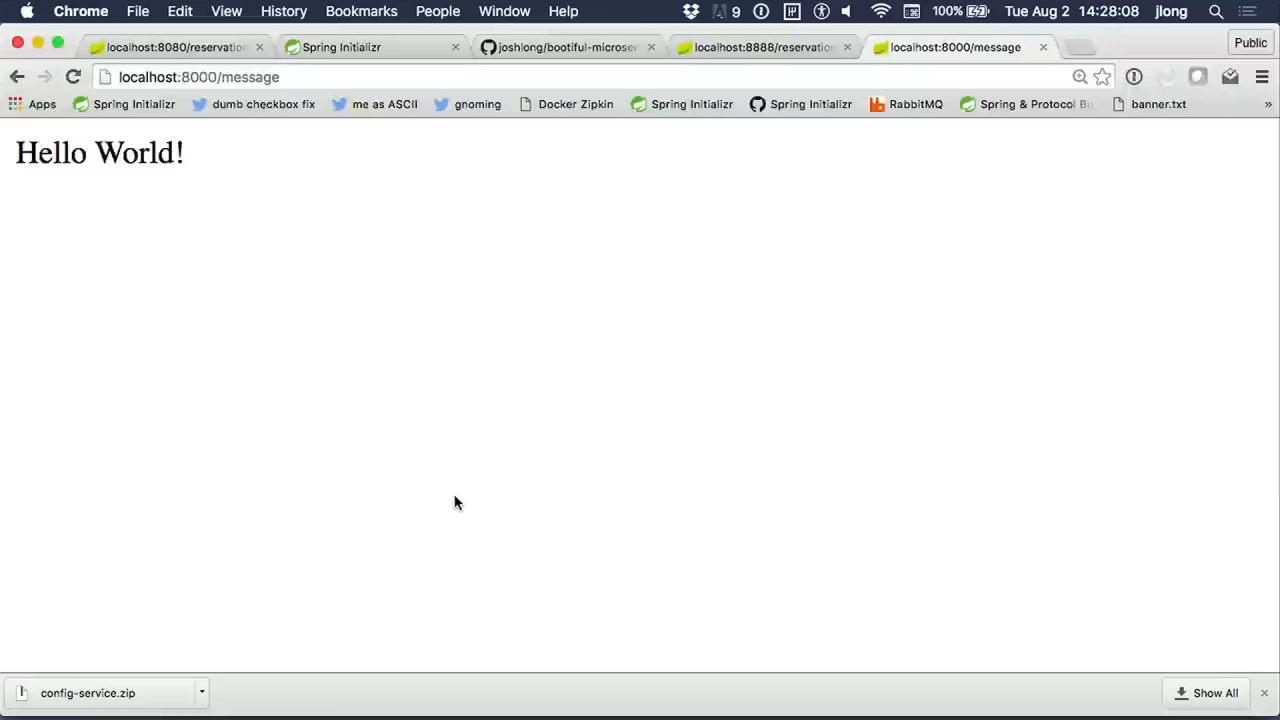 Chrome File Edit View History Bookmarks People Window Help 9 100% Tue Aug 2 14:28:08 jlong
localhost:8080/reservation Spring Initializr joshlong/bootiful-microser localhost:8888/reservation localhost:8000/message Public
localhost:8000/message
Apps Spring Initializr dumb checkbox fix me as ASCII gnoming Docker Zipkin Spring Initializr Spring Initializr RabbitMQ Spring & Protocol Bu banner.txt »
Hello World!
config-service.zip Show All